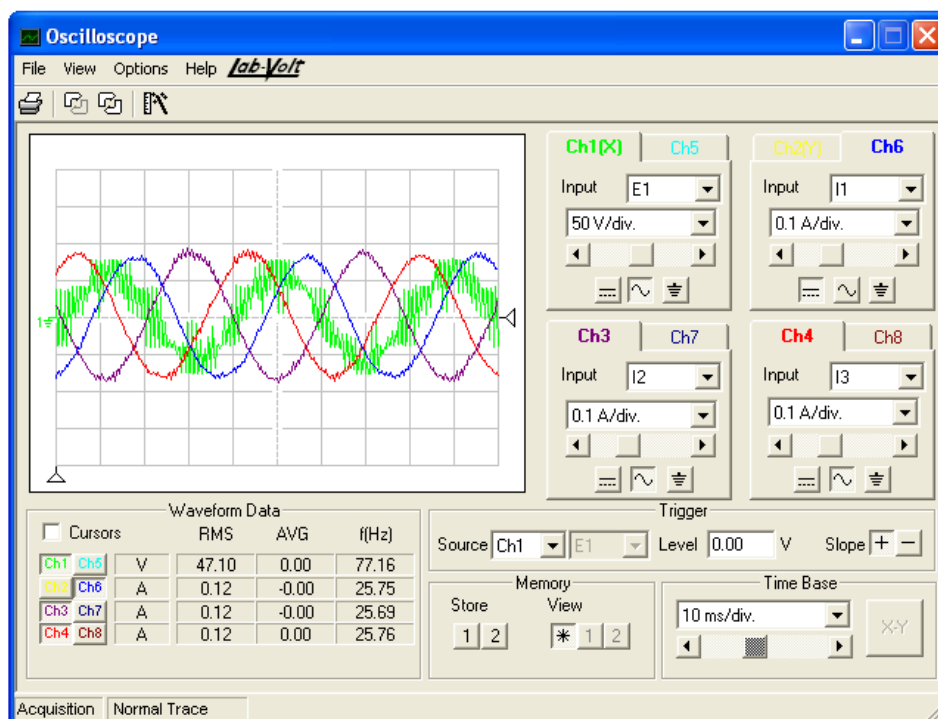 Oscilloscope
File View Options Help Lab-Volt
Ch1(X) Ch5
Input E1
50 V/div.
Ch2(Y) Ch6
Input I1
0.1 A/div.
1
Ch3 Ch7
Input I2
0.1 A/div.
Ch4 Ch8
Input I3
0.1 A/div.
Waveform Data
Cursors RMS AVG f(Hz)
Ch1 Ch5 V 47.10 0.00 77.16
Ch2 Ch6 A 0.12 -0.00 25.75
Ch3 Ch7 A 0.12 -0.00 25.69
Ch4 Ch8 A 0.12 0.00 25.76
Trigger
Source Ch1 E1 Level 0.00 V Slope + −
Memory
Store View
1 2 * 1 2
Time Base
10 ms/div.
X-Y
Acquisition Normal Trace